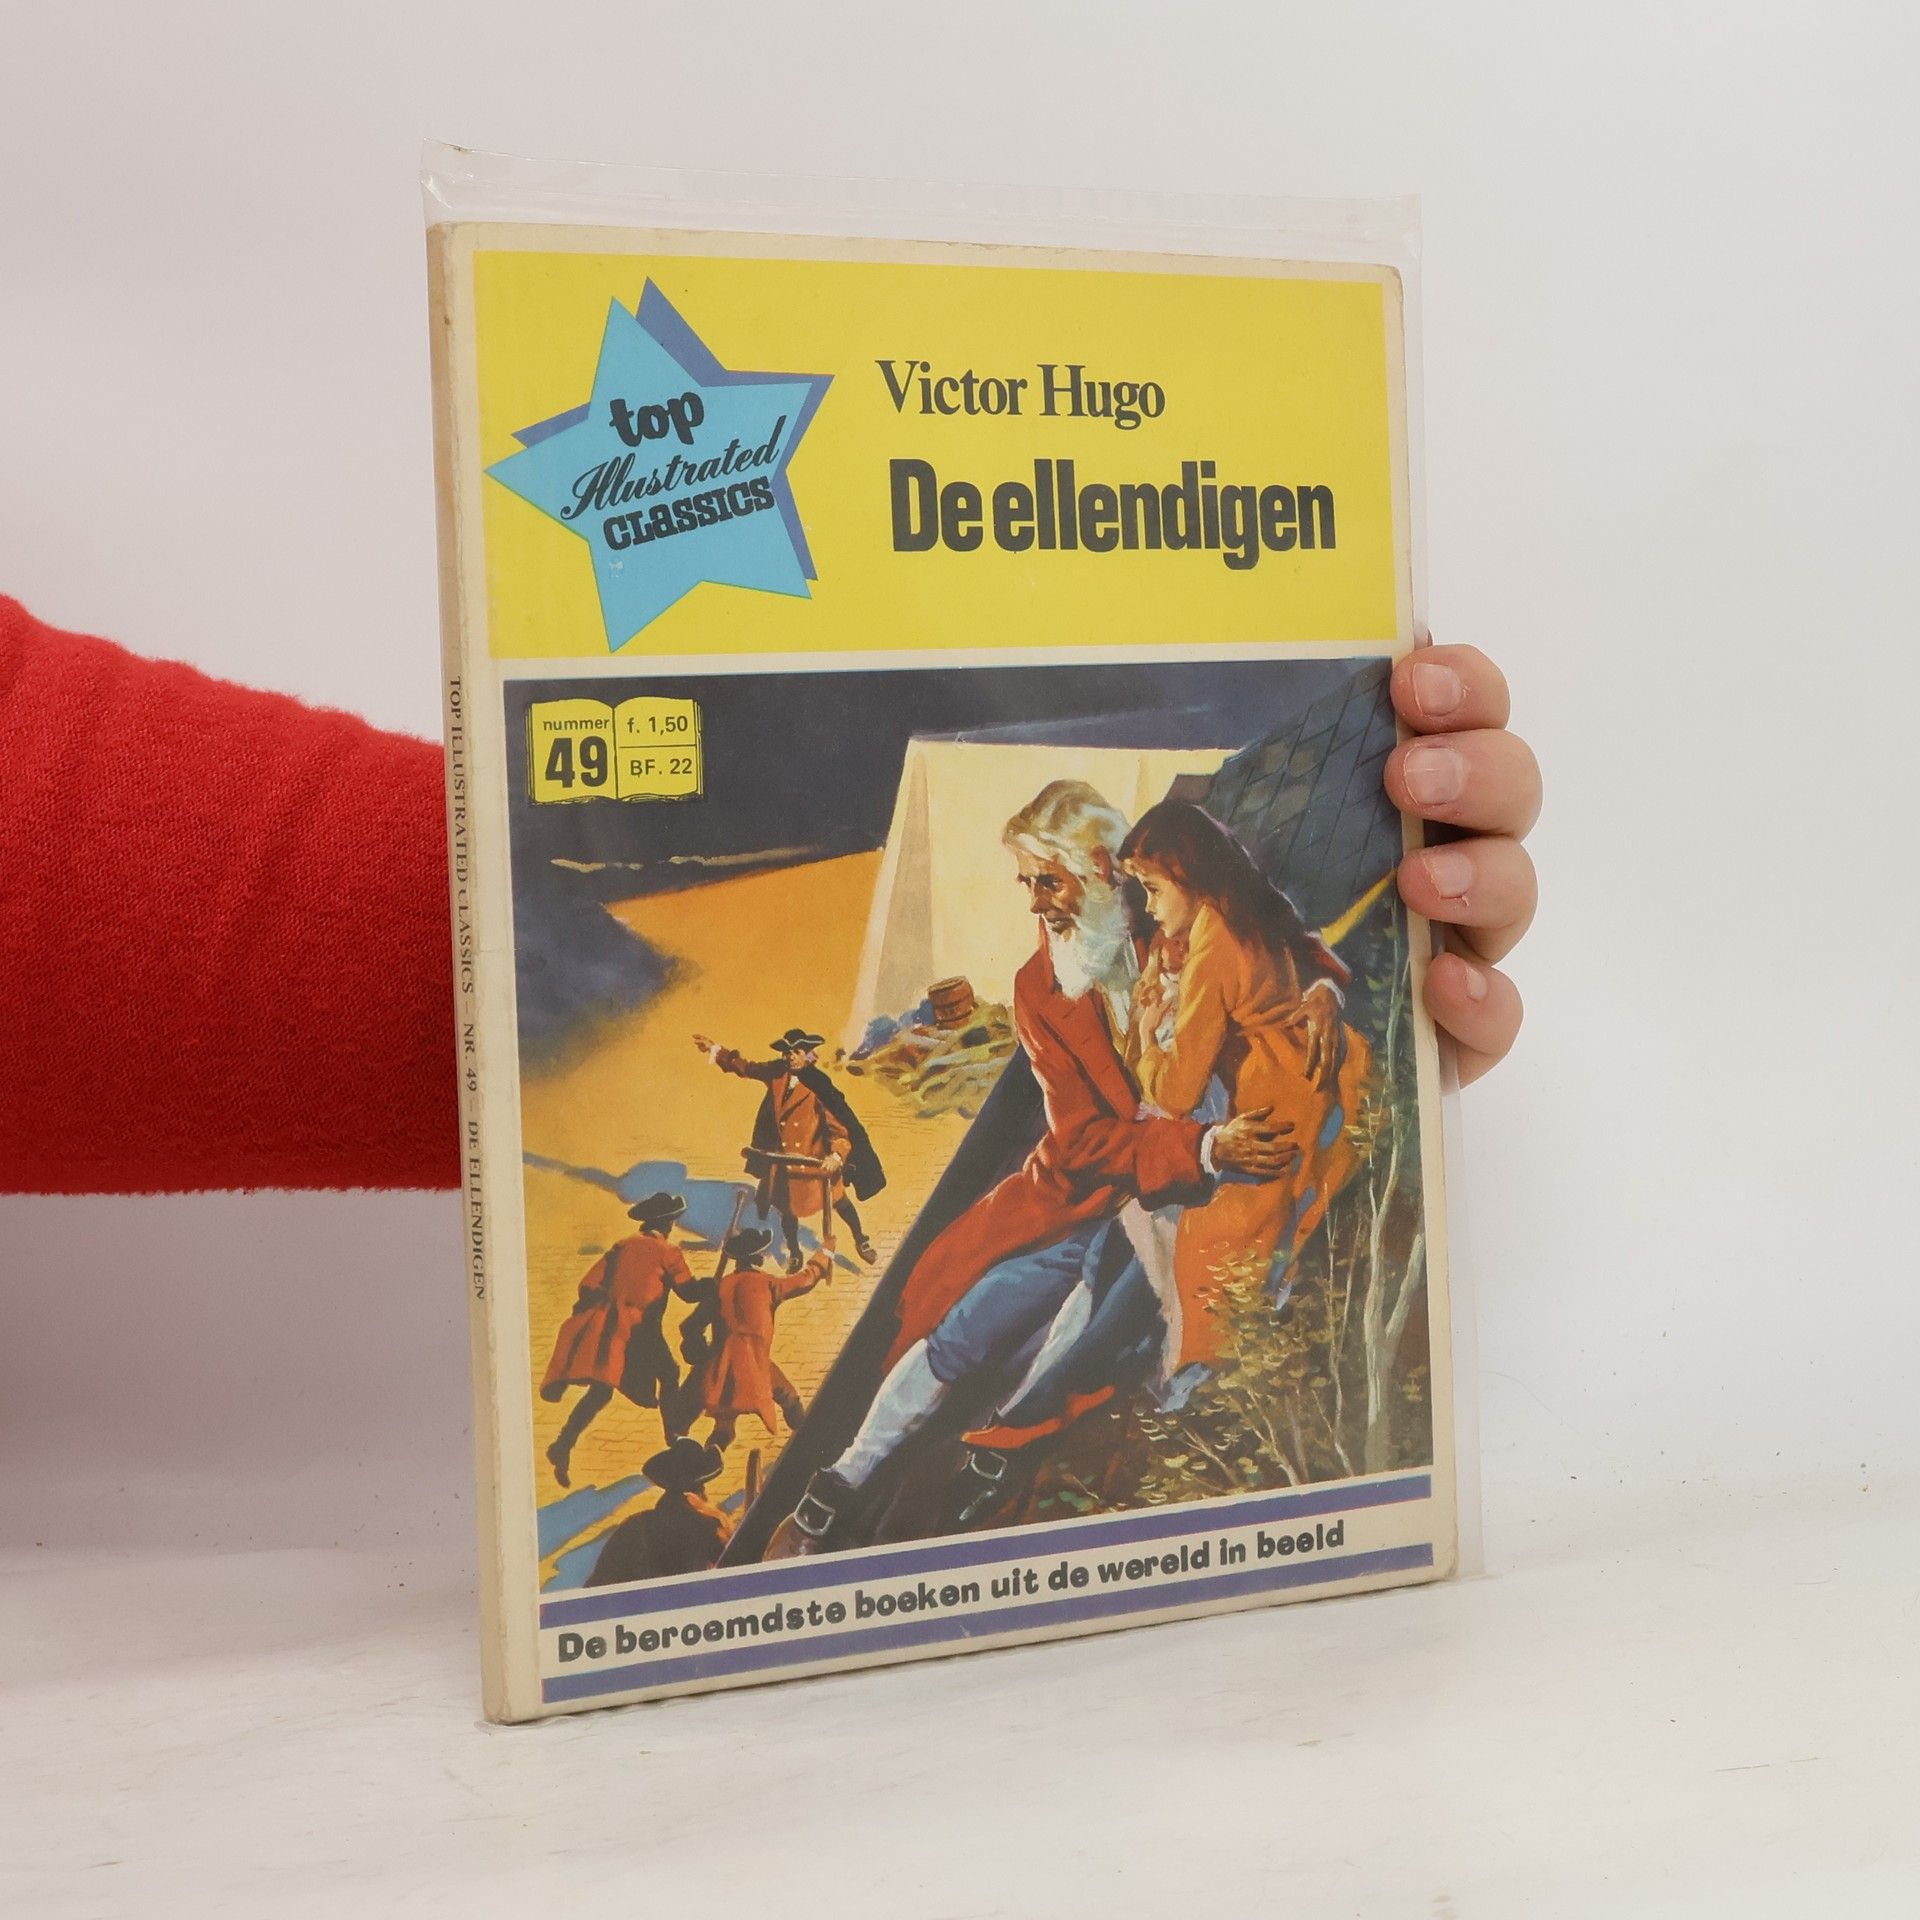 top
Illustrated
CLassics
Victor Hugo
De ellendigen
nummer
49
f. 1,50
BF. 22
TOP ILLUSTRATED CLASSICS – NR. 49 – DE ELLENDIGEN
De beroemdste boeken uit de wereld in beeld